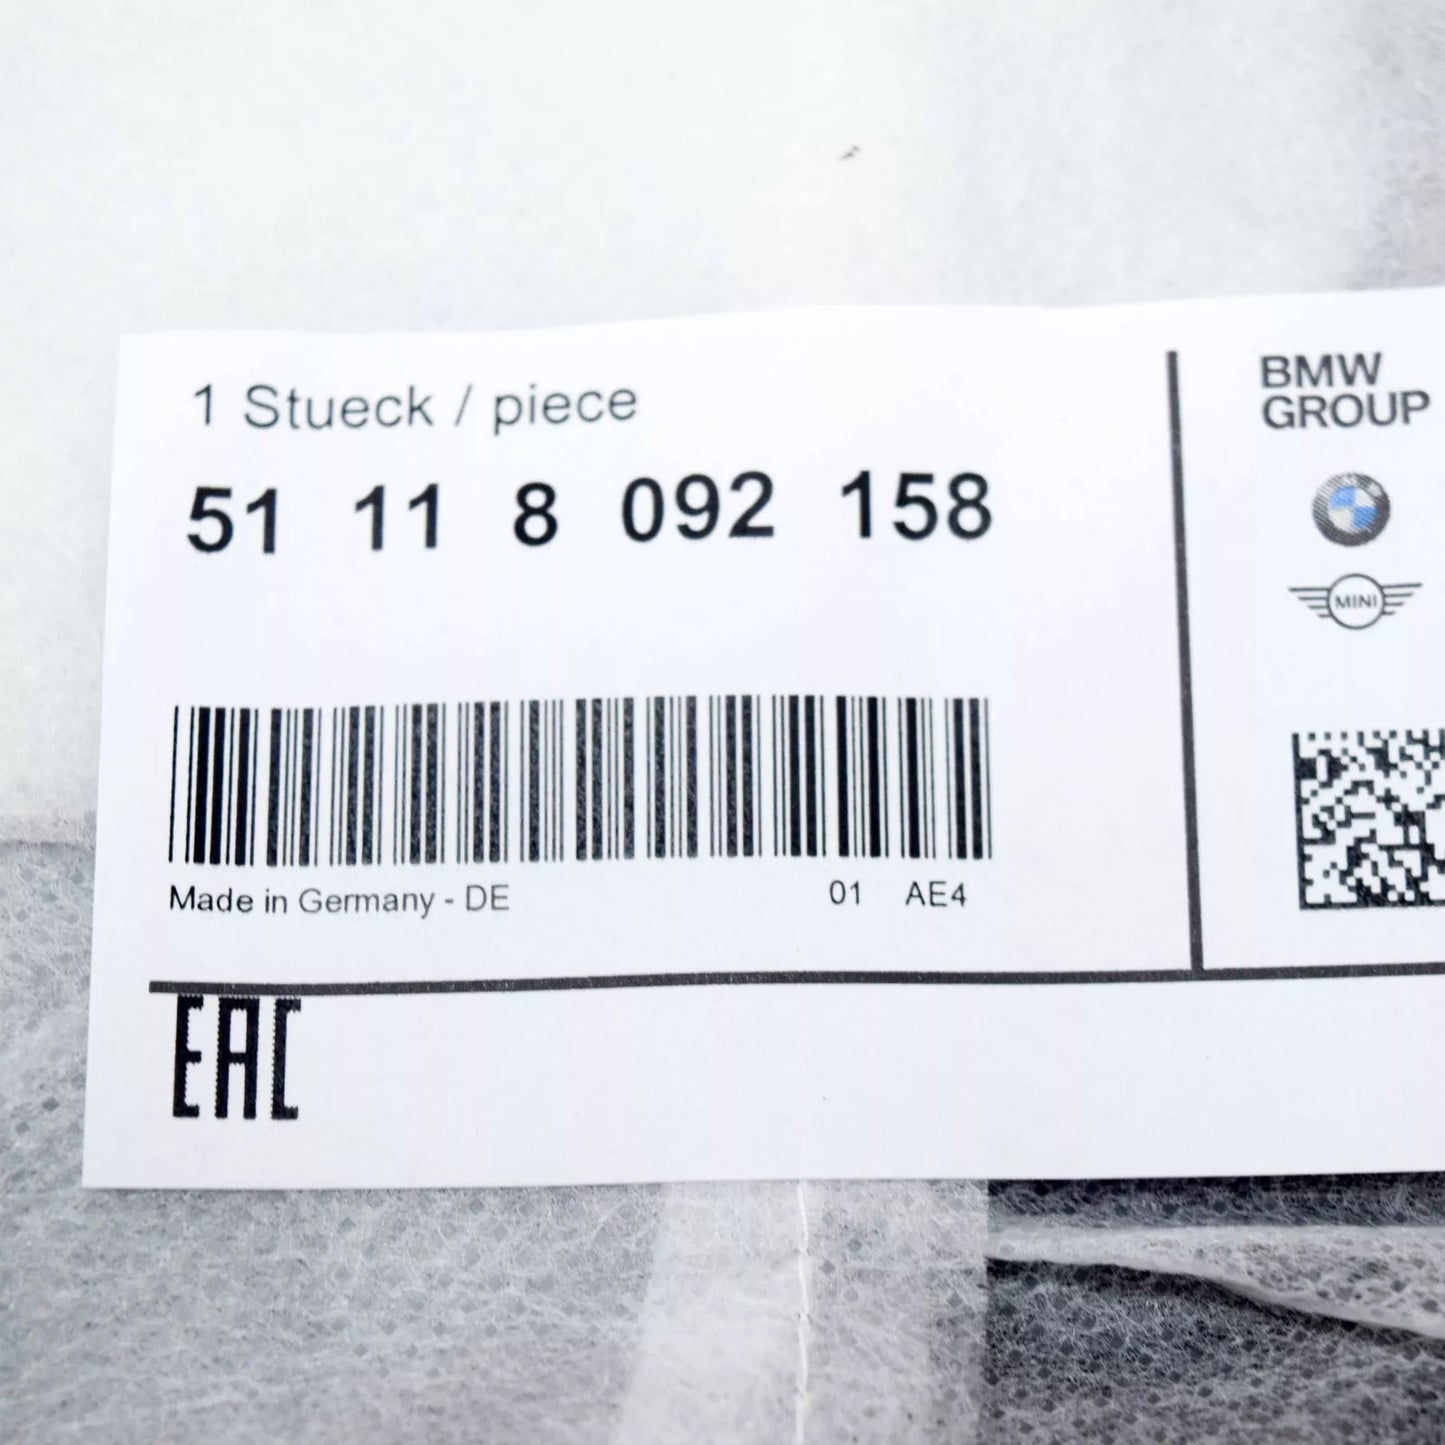 1 Stueck / piece
51 11 8 092 158
Made in Germany - DE
01 AE4
EAC
BMW
GROUP
MINI